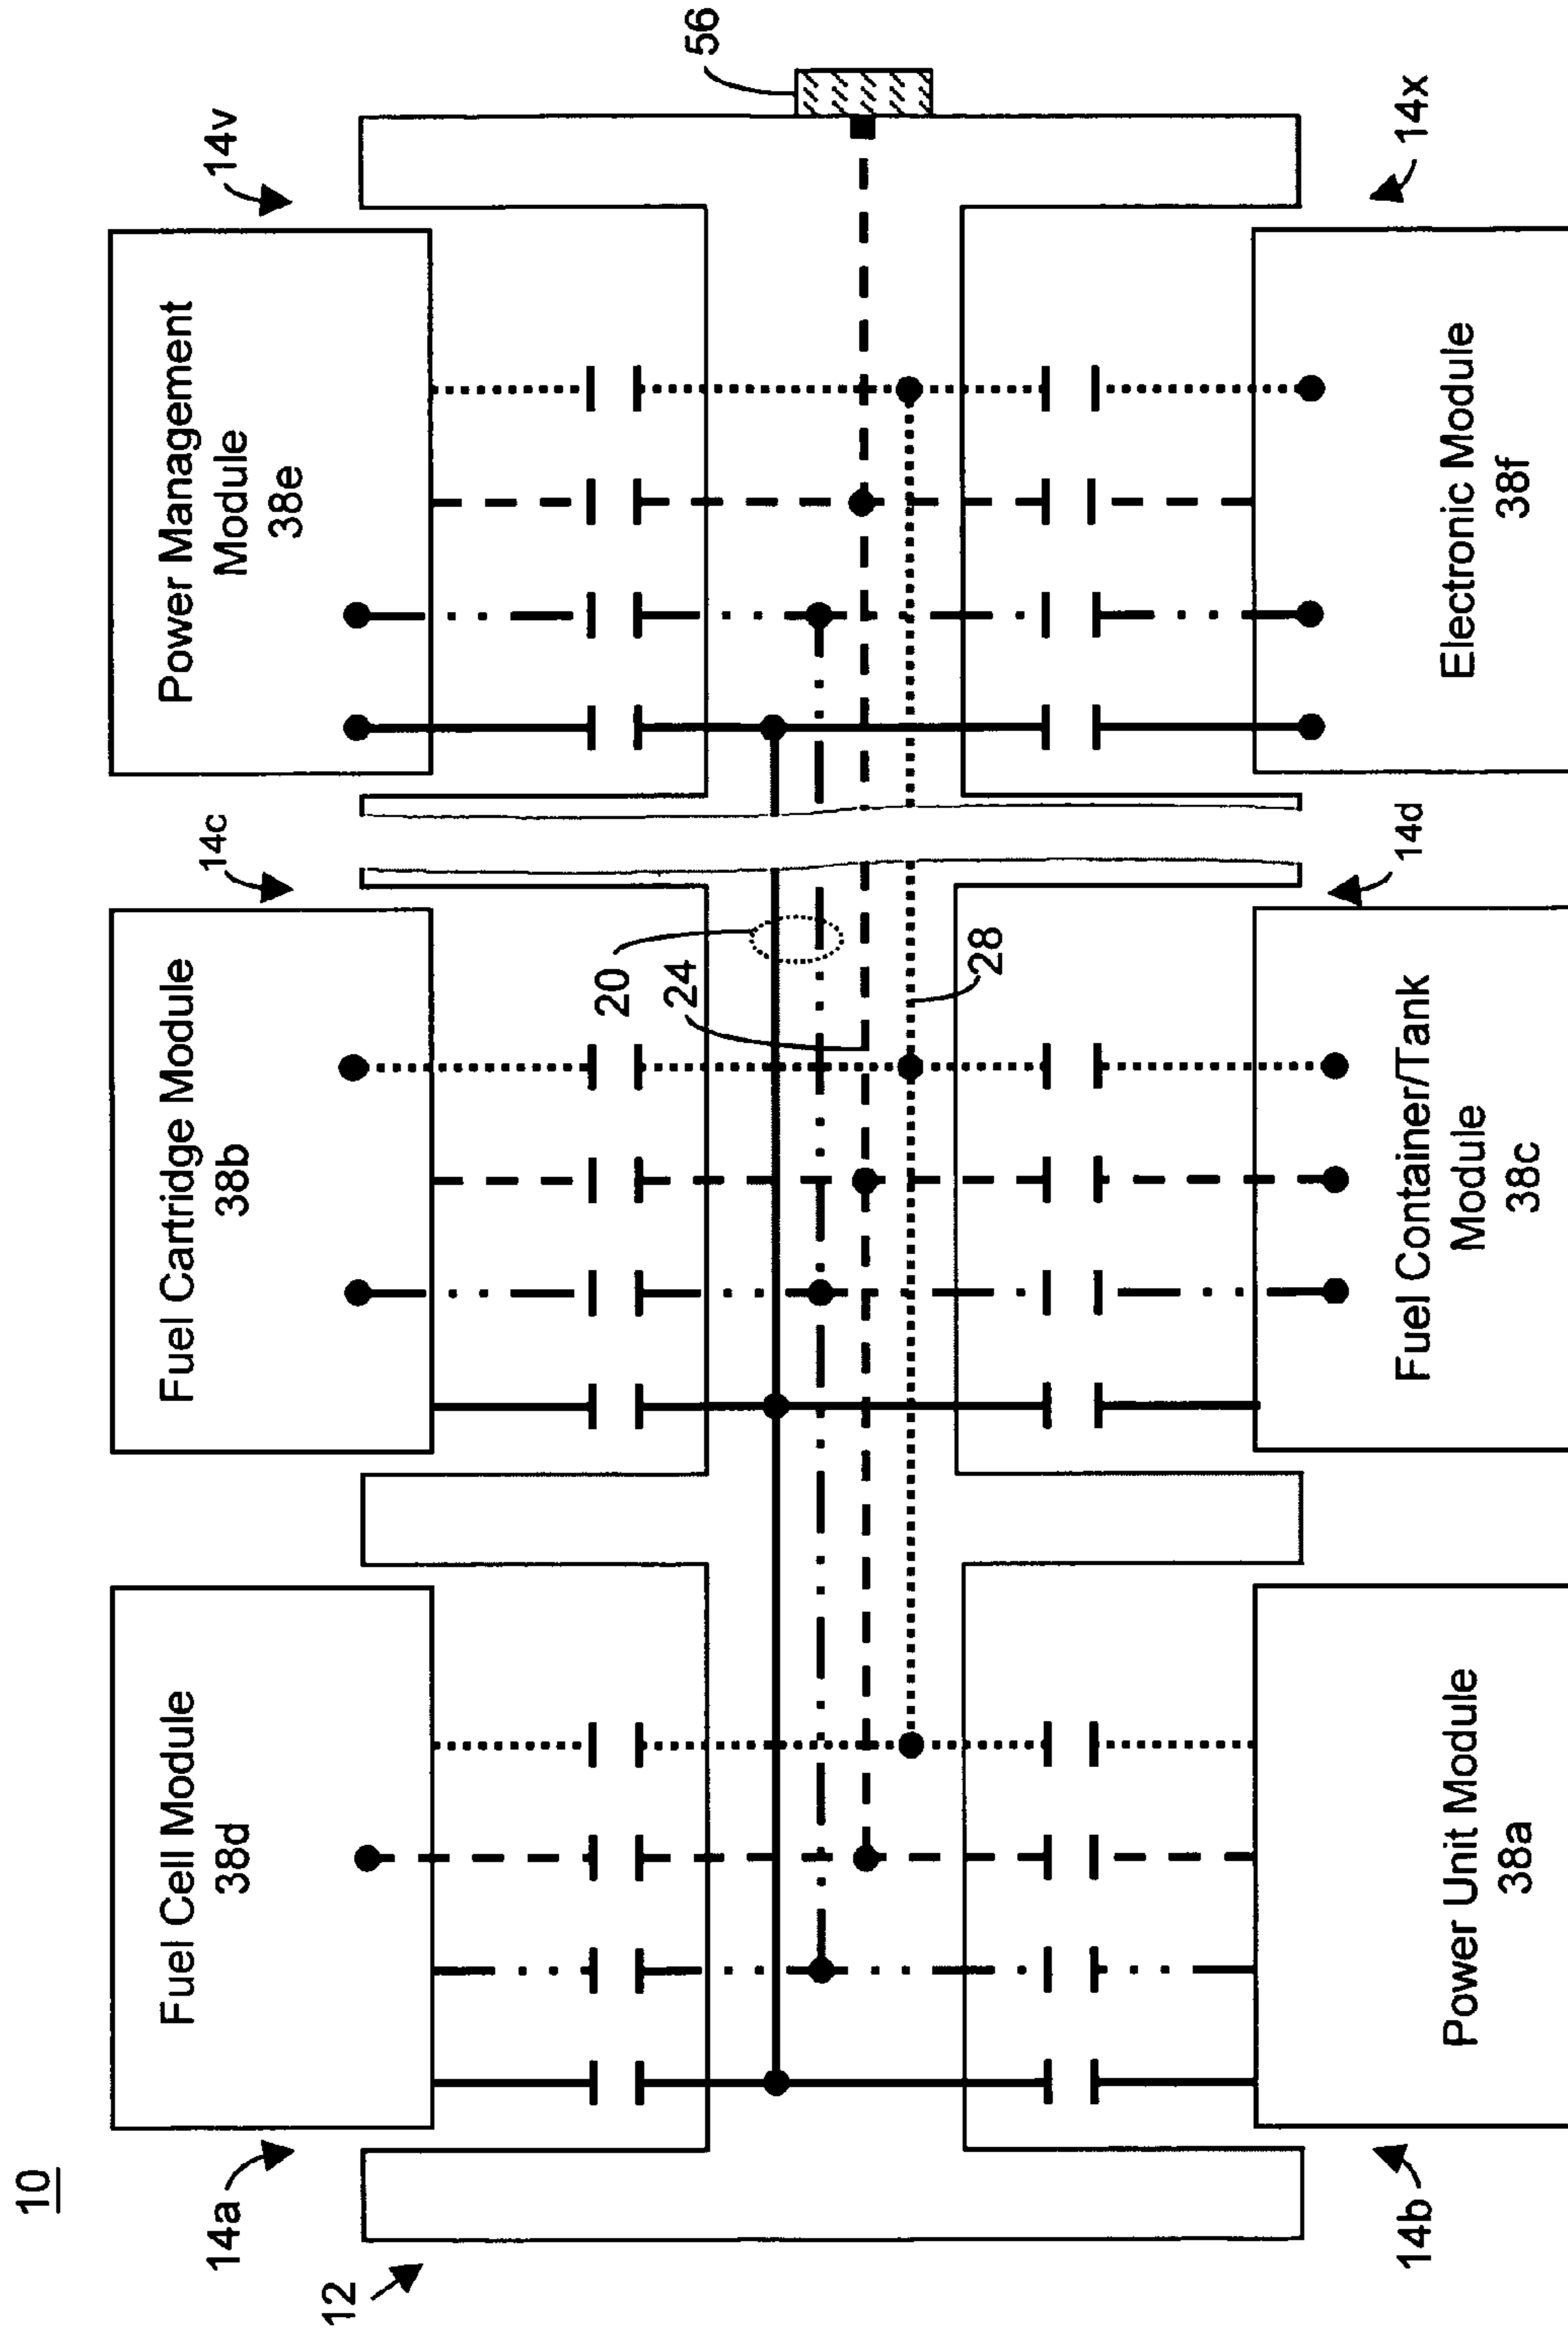 10
12
14a
Fuel Cell Module
38d
14c
Fuel Cartridge Module
38b
14v
Power Management
Module
38e
56
20
24
28
14b
Power Unit Module
38a
14d
Fuel Container/Tank
Module
38c
14x
Electronic Module
38f